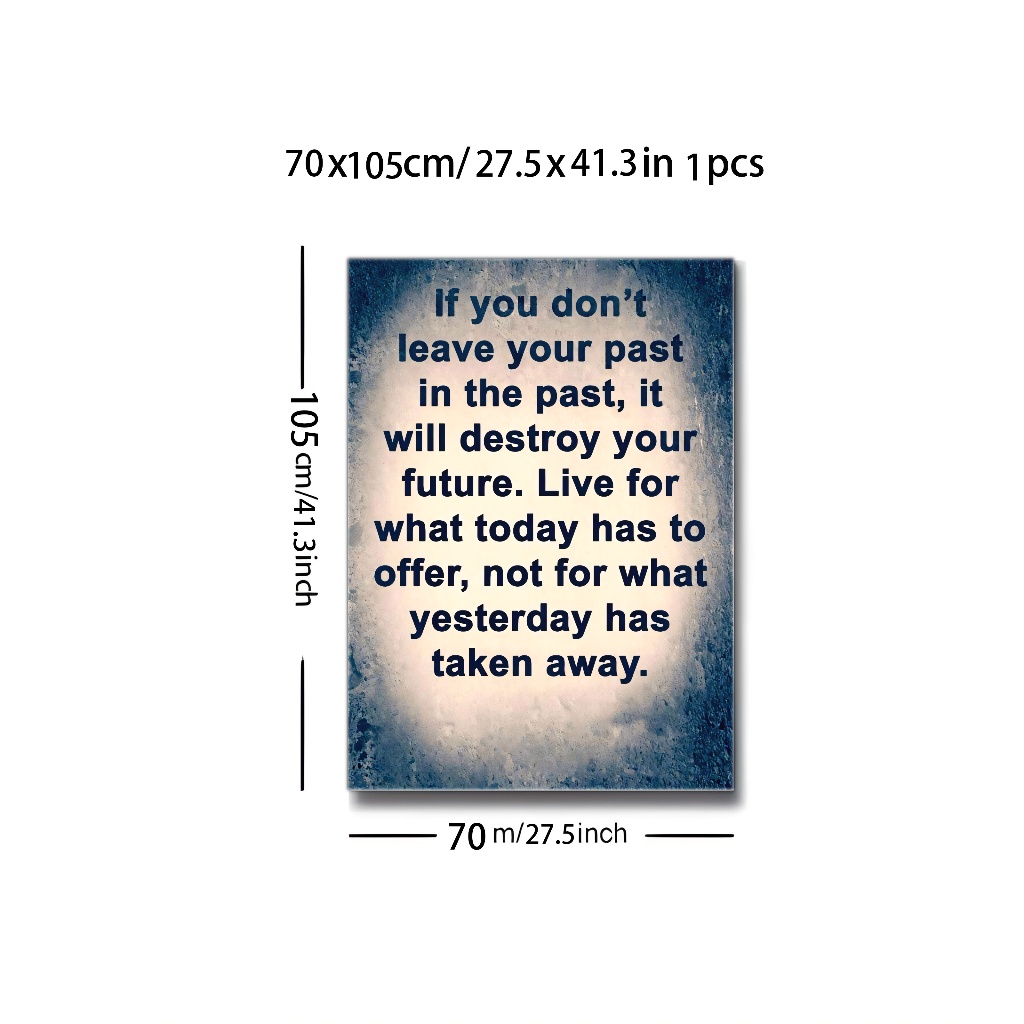 70x105cm/ 27.5x41.3in 1pcs
If you don’t
leave your past
in the past, it
will destroy your
future. Live for
what today has to
offer, not for what
yesterday has
taken away.
105cm/41.3inch
70 m/27.5inch